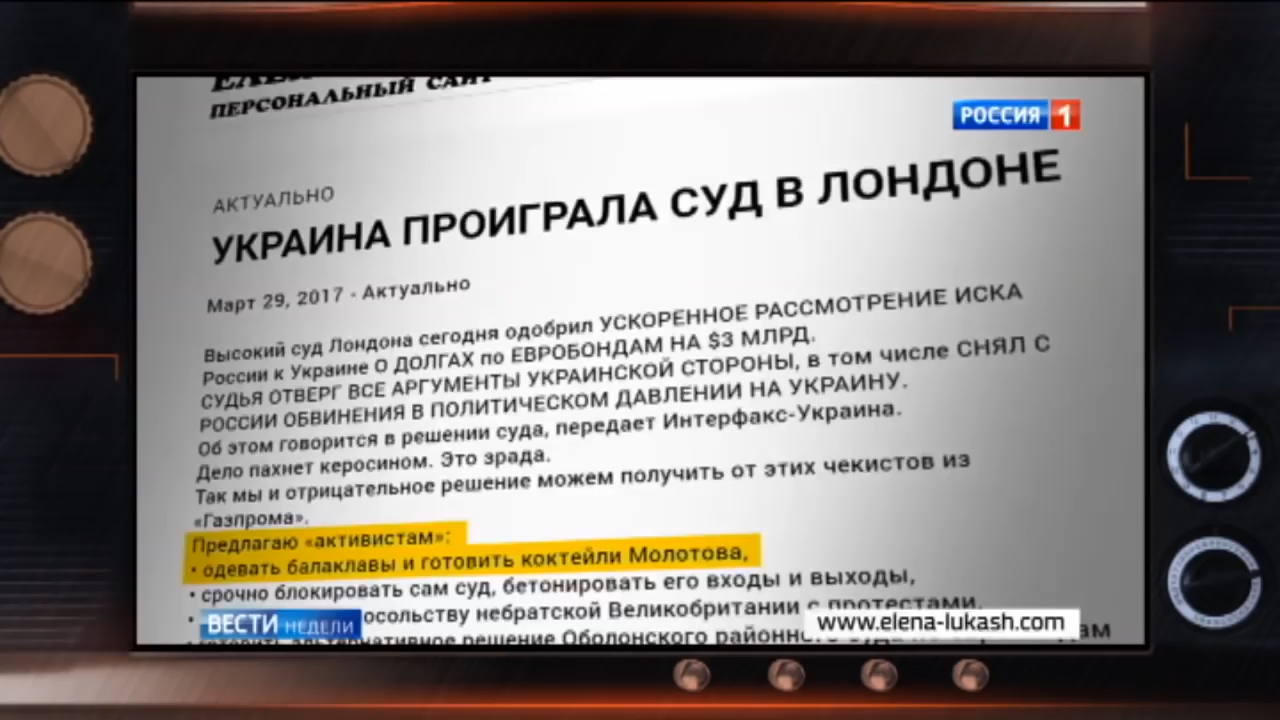 ПЕРСОНАЛЬНЫЙ САЙТ
РОССИЯ 1
АКТУАЛЬНО
УКРАИНА ПРОИГРАЛА СУД В ЛОНДОНЕ
Март 29, 2017 - Актуально
Высокий суд Лондона сегодня одобрил УСКОРЕННОЕ РАССМОТРЕНИЕ ИСКА
России к Украине О ДОЛГАХ по ЕВРОБОНДАМ НА $3 МЛРД.
СУДЬЯ ОТВЕРГ ВСЕ АРГУМЕНТЫ УКРАИНСКОЙ СТОРОНЫ, в том числе СНЯЛ С
РОССИИ ОБВИНЕНИЯ В ПОЛИТИЧЕСКОМ ДАВЛЕНИИ НА УКРАИНУ.
Об этом говорится в решении суда, передает Интерфакс-Украина.
Дело пахнет керосином. Это зрада.
Так мы и отрицательное решение можем получить от этих чекистов из
«Газпрома».
Предлагаю «активистам»:
• одевать балаклавы и готовить коктейли Молотова,
• срочно блокировать сам суд, бетонировать его входы и выходы,
• осольству небратской Великобритании с протестами,
решение Оболонского
ВЕСТИ НЕДЕЛИ
www.elena-lukash.com